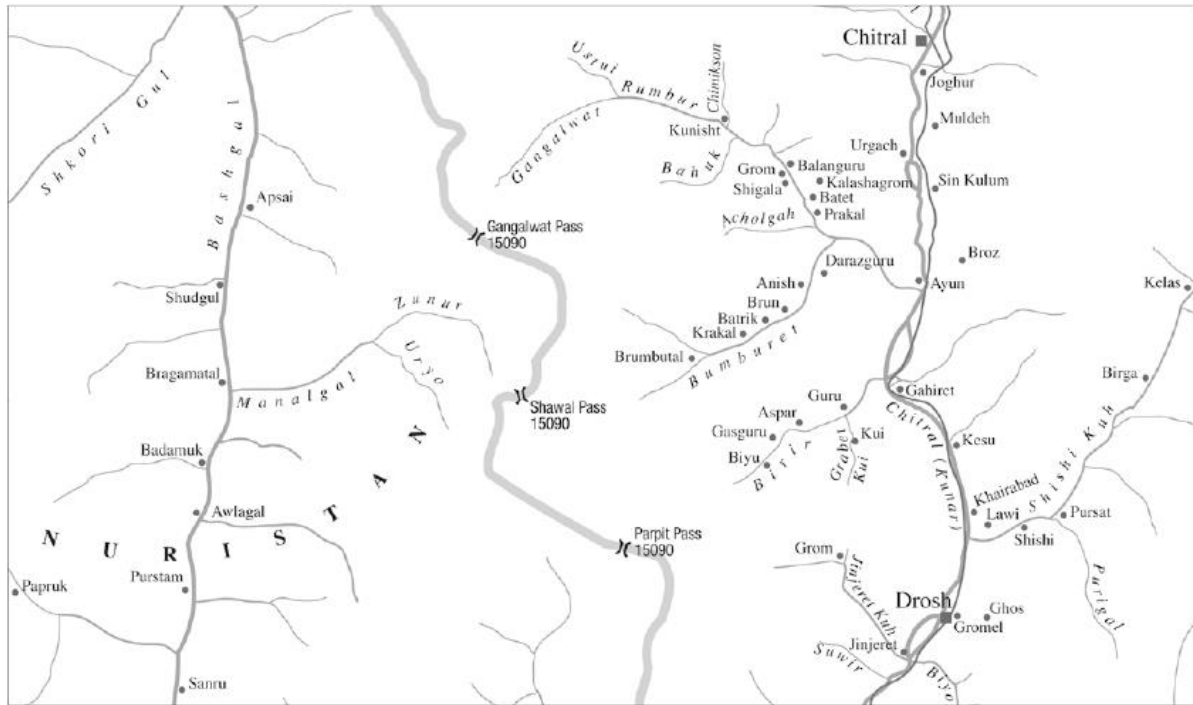 Chitral
Joghur
Usrui
Rumbur
Chimikson
Shkori Gul
Bashgal
Gangalwat
Kunisht
Muldeh
Urgach
Bahuk
Grom
Balanguru
Shigala
Kalashagrom
Sin Kulum
Batet
Apsai
Prakal
Acholgah
Gangalwat Pass
15090
Broz
Darazguru
Anish
Ayun
Kelas
Shudgul
Zunur
Brun
Batrik
Krakal
Uryo
Brumbutal
Bumburet
Birga
Bragamatal
Manalgal
Shawal Pass
15090
Guru
Gahiret
Aspar
Chitral (Kunar)
Gasguru
Kui
Kesu
Biyu
Birir
Grabet
Kui
Shishi Kuh
Badamuk
Khairabad
Awlagal
Lawi
Pursat
Shishi
NURISTAN
Parpit Pass
15090
Grom
Jinjeret Kuh
Purigal
Papruk
Purstam
Drosh
Ghos
Gromel
Jinjeret
Suwir
Biyo
Sanru